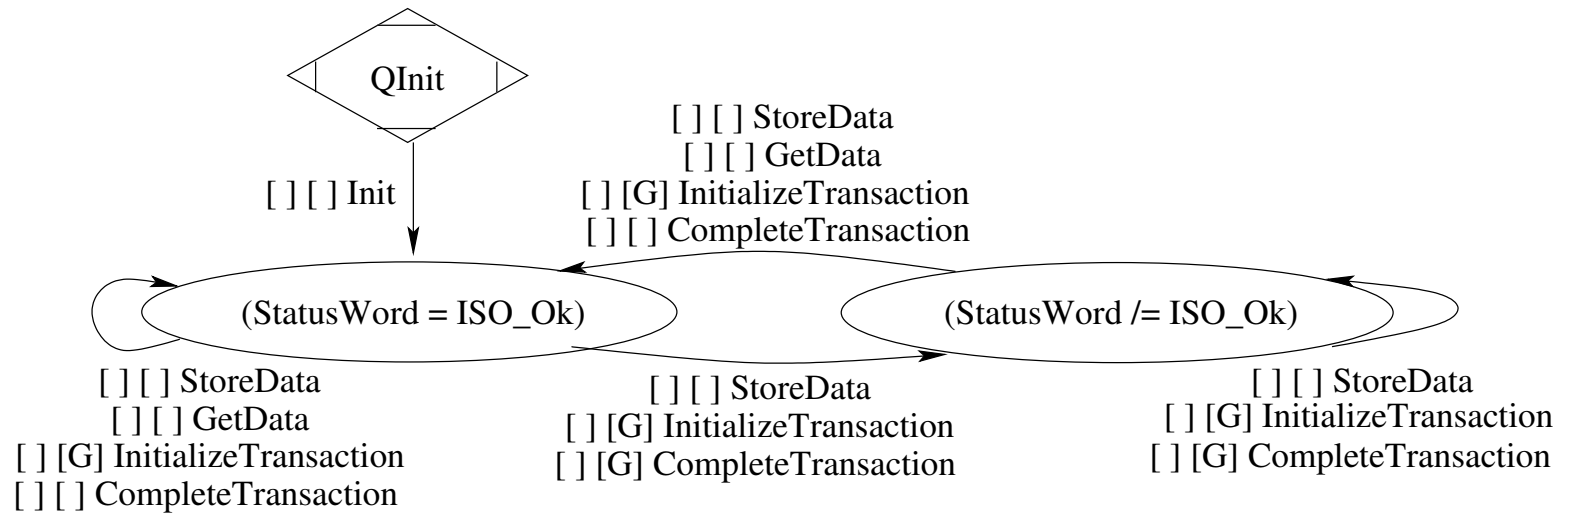 QInit
[ ] [ ] Init
[ ] [ ] StoreData
[ ] [ ] GetData
[ ] [G] InitializeTransaction
[ ] [ ] CompleteTransaction
(StatusWord = ISO_Ok)
(StatusWord /= ISO_Ok)
[ ] [ ] StoreData
[ ] [ ] GetData
[ ] [G] InitializeTransaction
[ ] [ ] CompleteTransaction
[ ] [ ] StoreData
[ ] [G] InitializeTransaction
[ ] [G] CompleteTransaction
[ ] [ ] StoreData
[ ] [G] InitializeTransaction
[ ] [G] CompleteTransaction